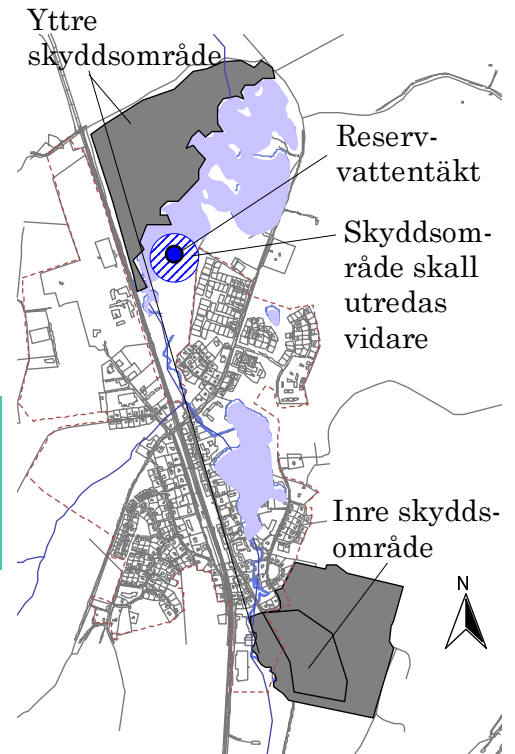 Yttre
skyddsområde
Reserv-
vattentäkt
Skyddsom-
råde skall
utredas
vidare
Inre skydds-
område
N